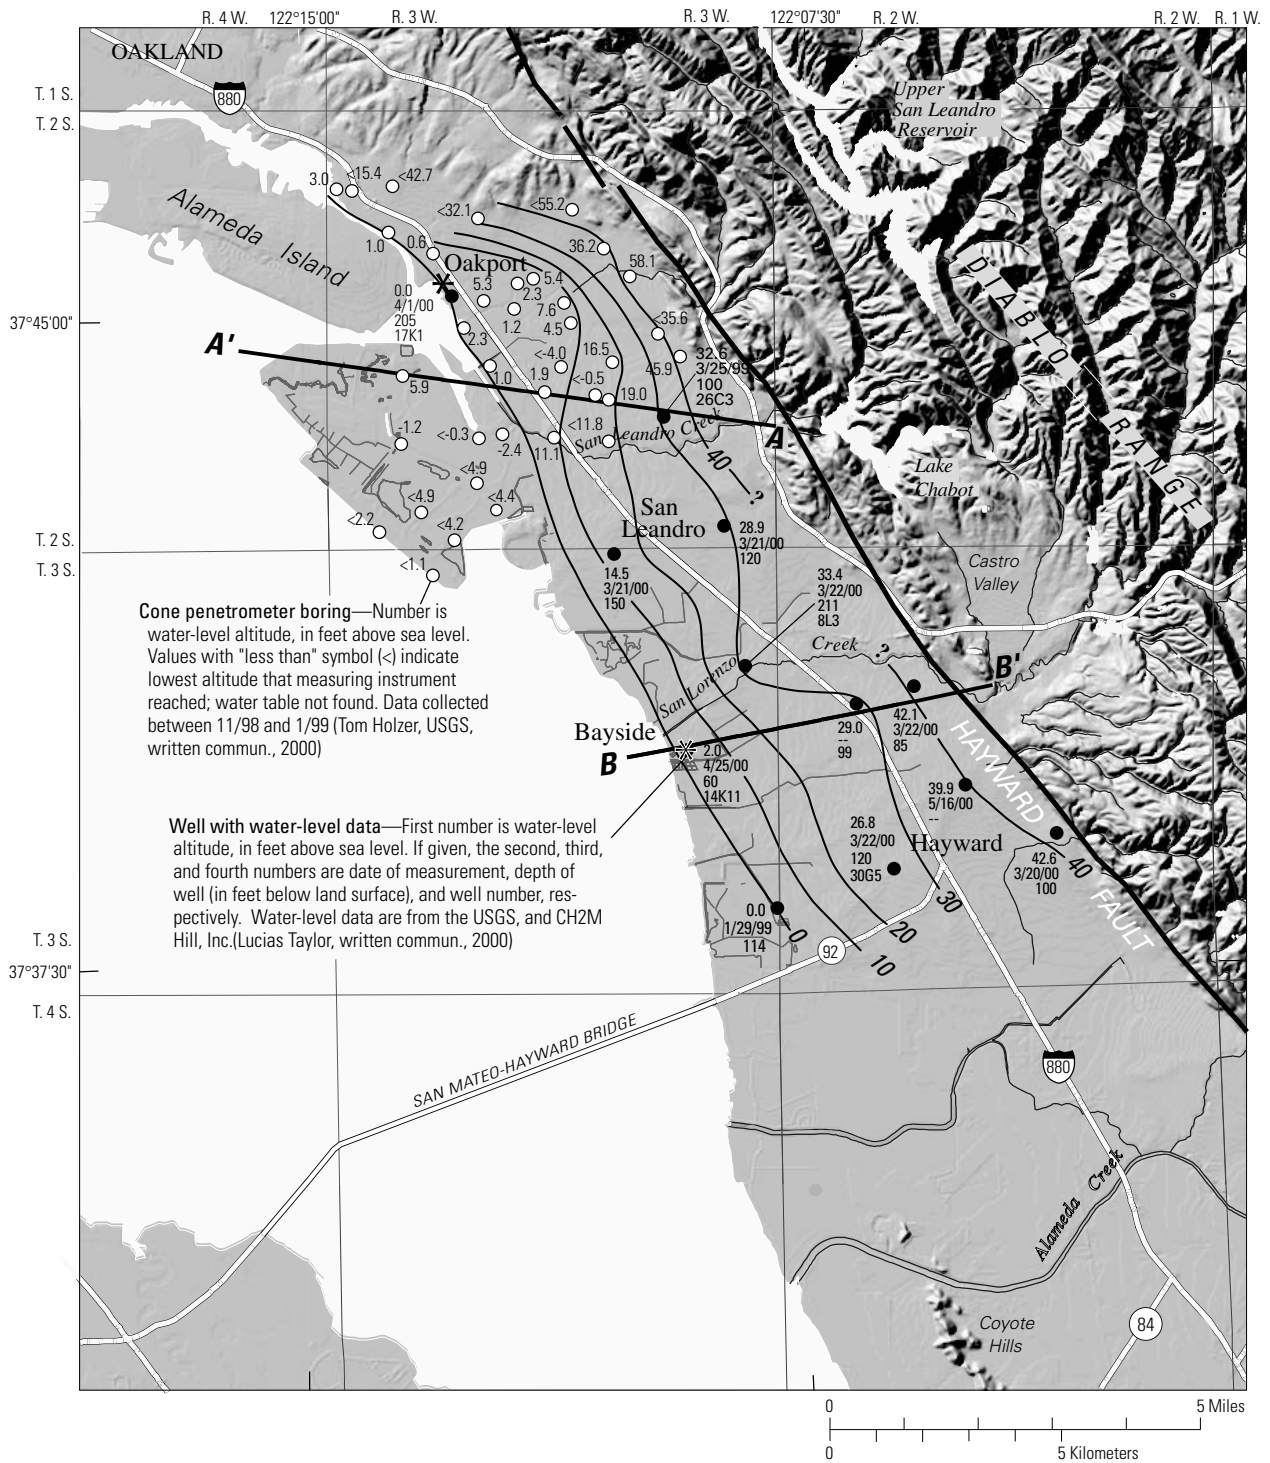 R. 4 W.
122°15'00"
R. 3 W.
R. 3 W.
122°07'30"
R. 2 W.
R. 2 W.
R. 1 W.
OAKLAND
880
T. 1 S.
T. 2 S.
Upper
San Leandro
Reservoir
3.0
<15.4
<42.7
Alameda Island
<32.1
<55.2
1.0
0.6
36.2
58.1
Oakport
0.0
4/1/00
205
17K1
5.3
5.4
2.3
7.6
1.2
4.5
2.3
<35.6
DIABLO RANGE
37°45'00"
A'
<-4.0
16.5
45.9
32.6
3/25/99
100
26C3
1.0
1.9
<-0.5
19.0
5.9
-1.2
<-0.3
-2.4
11.1
<11.8
San Leandro Creek
A
40
?
<4.9
<4.9
<4.4
<2.2
<4.2
<1.1
Lake
Chabot
San
Leandro
28.9
3/21/00
120
T. 2 S.
T. 3 S.
14.5
3/21/00
150
Castro
Valley
33.4
3/22/00
211
8L3
Cone penetrometer boring—Number is
water-level altitude, in feet above sea level.
Values with "less than" symbol (<) indicate
lowest altitude that measuring instrument
reached; water table not found. Data collected
between 11/98 and 1/99 (Tom Holzer, USGS,
written commun., 2000)
San Lorenzo Creek
?
B'
Bayside
B
2.0
4/25/00
60
14K11
29.0
--
99
42.1
3/22/00
85
HAYWARD FAULT
39.9
5/16/00
--
Well with water-level data—First number is water-level
altitude, in feet above sea level. If given, the second, third,
and fourth numbers are date of measurement, depth of
well (in feet below land surface), and well number, res-
pectively. Water-level data are from the USGS, and CH2M
Hill, Inc.(Lucias Taylor, written commun., 2000)
26.8
3/22/00
120
30G5
Hayward
42.6
3/20/00
100
40
30
20
10
0
0.0
1/29/99
114
92
T. 3 S.
37°37'30"
T. 4 S.
SAN MATEO-HAYWARD BRIDGE
880
Alameda Creek
Coyote
Hills
84
0
5 Miles
0
5 Kilometers